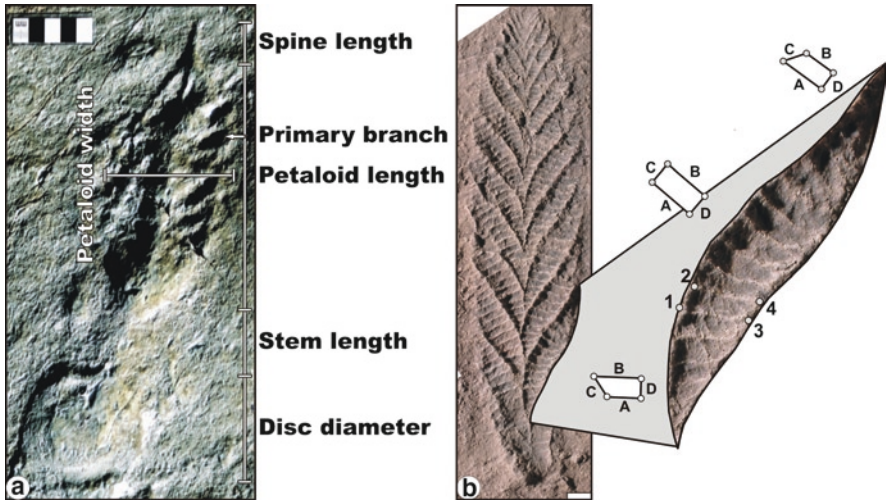 Spine length
Primary branch
Petaloid width
Petaloid length
Stem length
Disc diameter
a
b
C
B
A
D
C
B
A
D
2
1
4
3
B
C
D
A